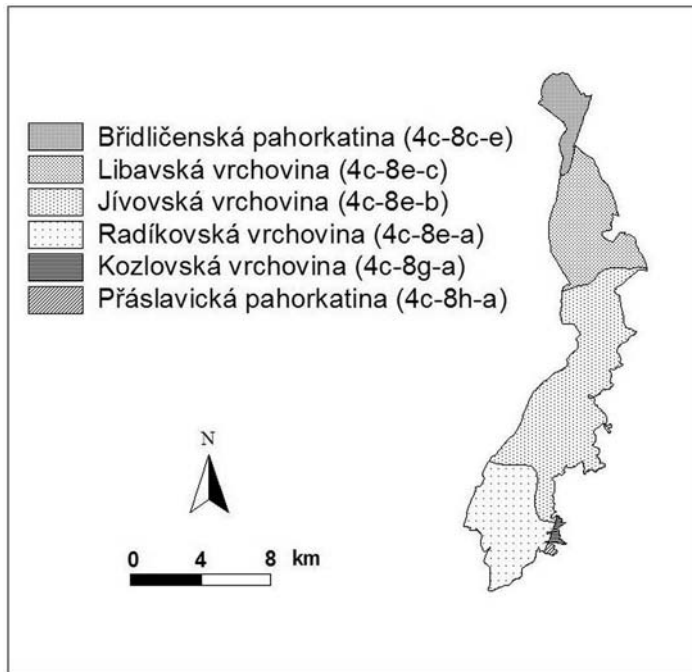 Břidličenská pahorkatina (4c-8c-e)
Libavská vrchovina (4c-8e-c)
Jívovská vrchovina (4c-8e-b)
Radíkovská vrchovina (4c-8e-a)
Kozlovská vrchovina (4c-8g-a)
Přáslavická pahorkatina (4c-8h-a)
N
0 4 8 km